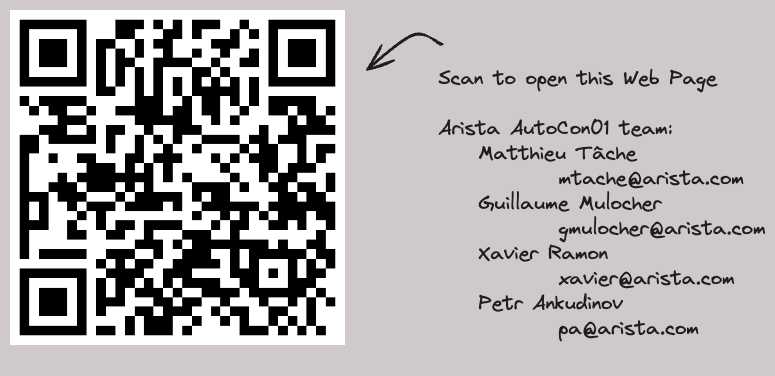 Scan to open this Web Page
Arista AutoCon01 team:
Matthieu Tâche
mtache@arista.com
Guillaume Mulocher
gmulocher@arista.com
Xavier Ramon
xavier@arista.com
Petr Ankudinov
pa@arista.com